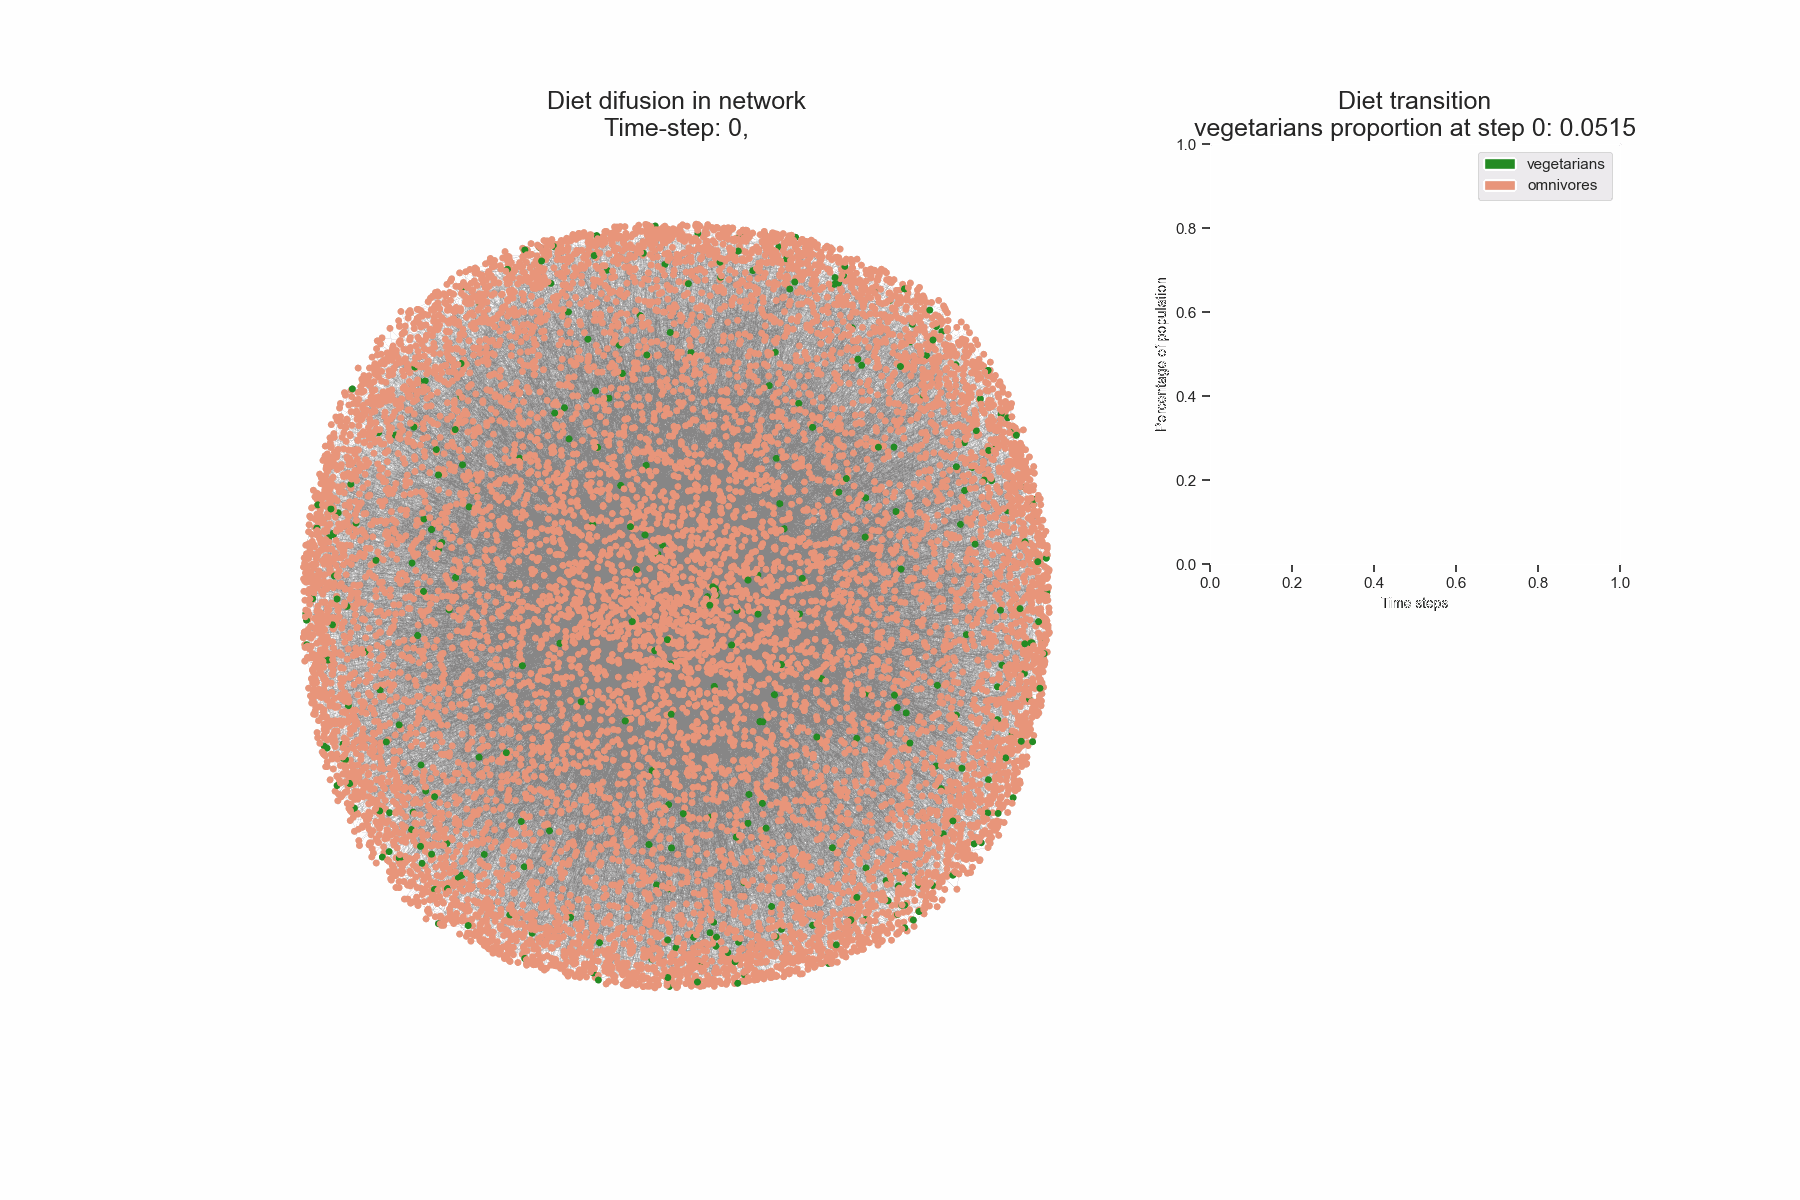 Diet difusion in network
Time-step: 0,
Diet transition
vegetarians proportion at step 0: 0.0515
vegetarians
omnivores
Percentage of population
1.0
0.8
0.6
0.4
0.2
0.0
0.0 0.2 0.4 0.6 0.8 1.0
Time steps